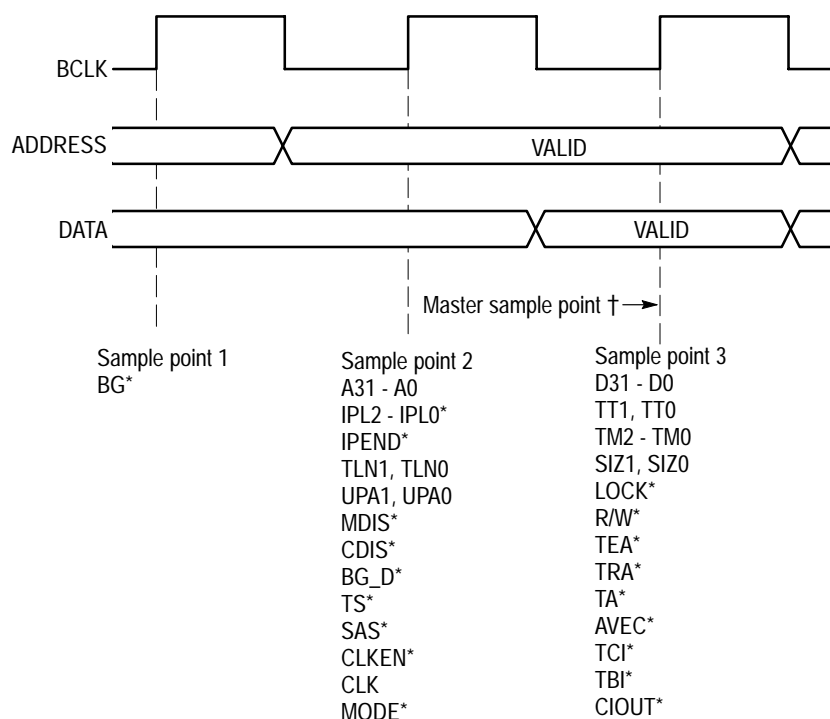 BCLK
ADDRESS
VALID
DATA
VALID
Master sample point †
Sample point 1
BG*
Sample point 2
A31 - A0
IPL2 - IPL0*
IPEND*
TLN1, TLN0
UPA1, UPA0
MDIS*
CDIS*
BG_D*
TS*
SAS*
CLKEN*
CLK
MODE*
Sample point 3
D31 - D0
TT1, TT0
TM2 - TM0
SIZ1, SIZ0
LOCK*
R/W*
TEA*
TRA*
TA*
AVEC*
TCI*
TBI*
CIOUT*